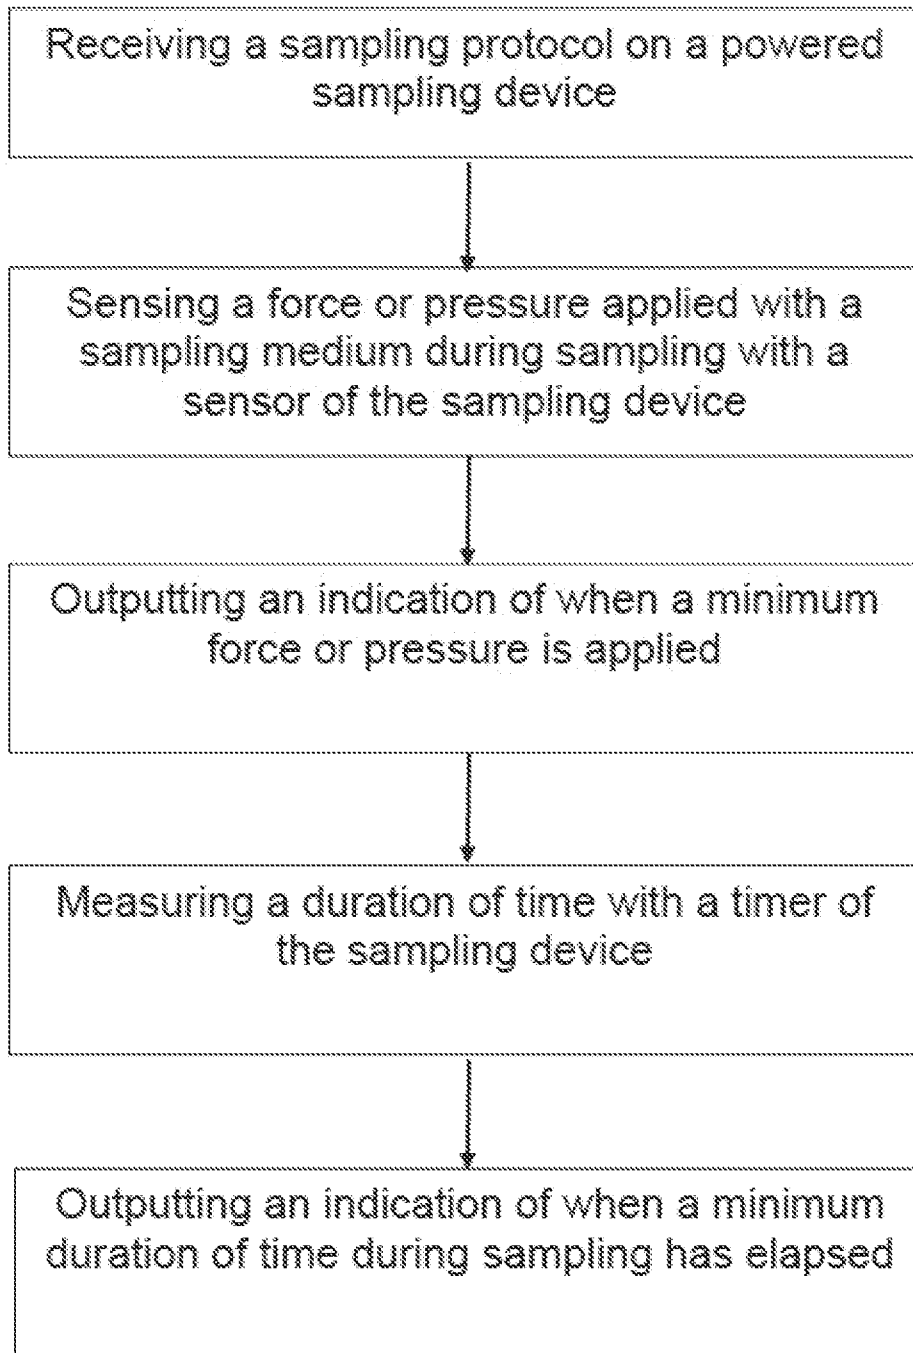 Receiving a sampling protocol on a powered
sampling device
Sensing a force or pressure applied with a
sampling medium during sampling with a
sensor of the sampling device
Outputting an indication of when a minimum
force or pressure is applied
Measuring a duration of time with a timer of
the sampling device
Outputting an indication of when a minimum
duration of time during sampling has elapsed